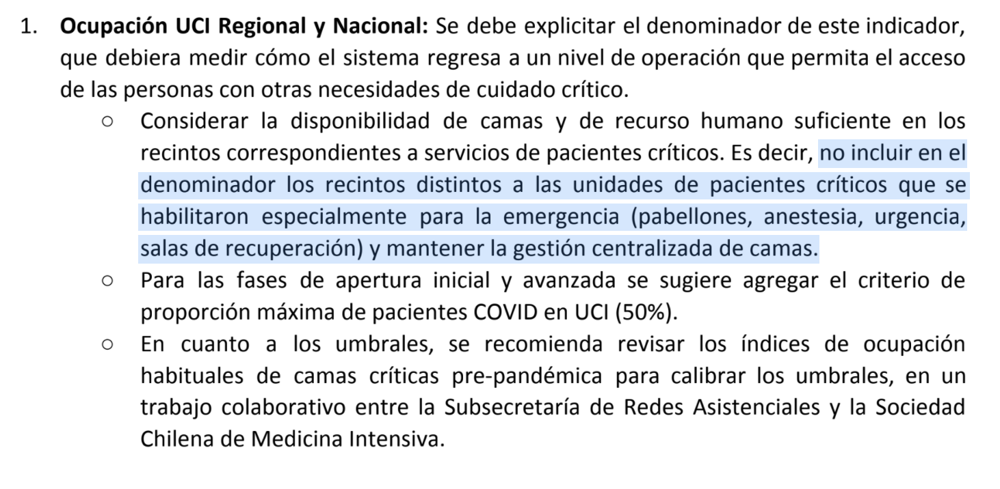 1. Ocupación UCI Regional y Nacional: Se debe explicitar el denominador de este indicador,
que debiera medir cómo el sistema regresa a un nivel de operación que permita el acceso
de las personas con otras necesidades de cuidado crítico.
○ Considerar la disponibilidad de camas y de recurso humano suficiente en los
recintos correspondientes a servicios de pacientes críticos. Es decir, no incluir en el
denominador los recintos distintos a las unidades de pacientes críticos que se
habilitaron especialmente para la emergencia (pabellones, anestesia, urgencia,
salas de recuperación) y mantener la gestión centralizada de camas.
○ Para las fases de apertura inicial y avanzada se sugiere agregar el criterio de
proporción máxima de pacientes COVID en UCI (50%).
○ En cuanto a los umbrales, se recomienda revisar los índices de ocupación
habituales de camas críticas pre-pandémica para calibrar los umbrales, en un
trabajo colaborativo entre la Subsecretaría de Redes Asistenciales y la Sociedad
Chilena de Medicina Intensiva.